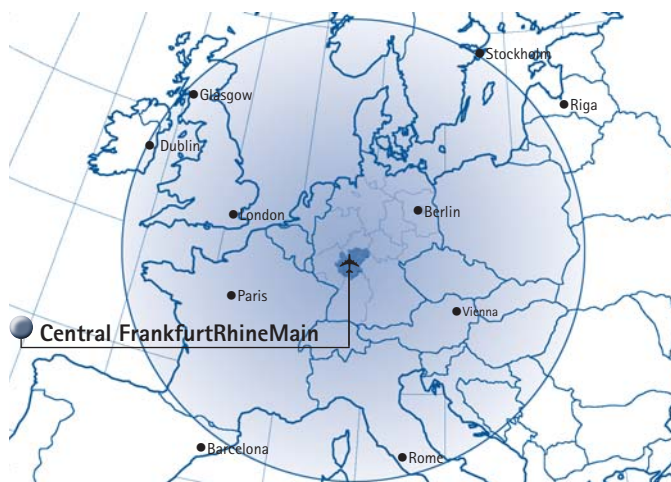 Stockholm
Glasgow
Riga
Dublin
London
Berlin
Paris
Vienna
Central FrankfurtRhineMain
Barcelona
Rome